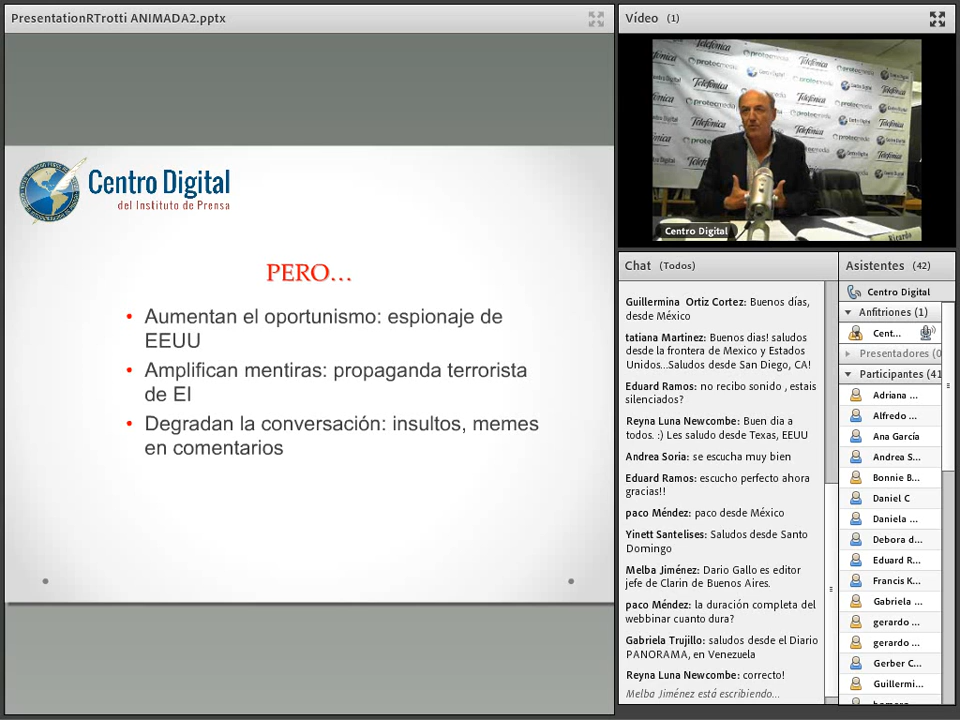 PresentationRTrotti ANIMADA2.pptx
Centro Digital
del Instituto de Prensa
PERO...
• Aumentan el oportunismo: espionaje de
EEUU
• Amplifican mentiras: propaganda terrorista
de EI
• Degradan la conversación: insultos, memes
en comentarios
Vídeo (1)
Telefónica
protecmedia
Centro Digital
Ricardo
Centro Digital
Chat (Todos)
Guillermina Ortiz Cortez: Buenos días,
desde México
tatiana Martinez: Buenos dias! saludos
desde la frontera de Mexico y Estados
Unidos...Saludos desde San Diego, CA!
Eduard Ramos: no recibo sonido , estais
silenciados?
Reyna Luna Newcombe: Buen dia a
todos. :) Les saludo desde Texas, EEUU
Andrea Soria: se escucha muy bien
Eduard Ramos: escucho perfecto ahora
gracias!!
paco Méndez: paco desde México
Yinett Santelises: Saludos desde Santo
Domingo
Melba Jiménez: Dario Gallo es editor
jefe de Clarin de Buenos Aires.
paco Méndez: la duración completa del
webbinar cuanto dura?
Gabriela Trujillo: saludos desde el Diario
PANORAMA, en Venezuela
Reyna Luna Newcombe: correcto!
Melba Jiménez está escribiendo...
Asistentes (42)
Centro Digital
Anfitriones (1)
Cent...
Presentadores (0
Participantes (41
Adriana ...
Alfredo ...
Ana García
Andrea S...
Bonnie B...
Daniel C
Daniela ...
Debora d...
Eduard R...
Francis K...
Gabriela ...
gerardo ...
gerardo ...
Gerber C...
Guillermi...